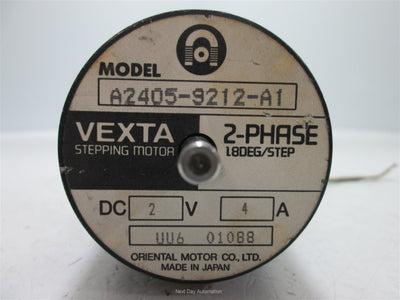 MODEL
A2405-9212-A1
VEXTA
STEPPING MOTOR
2-PHASE
1.8DEG/STEP
DC 2 V 4 A
UU6 01088
ORIENTAL MOTOR CO., LTD.
MADE IN JAPAN
Next Day Automation